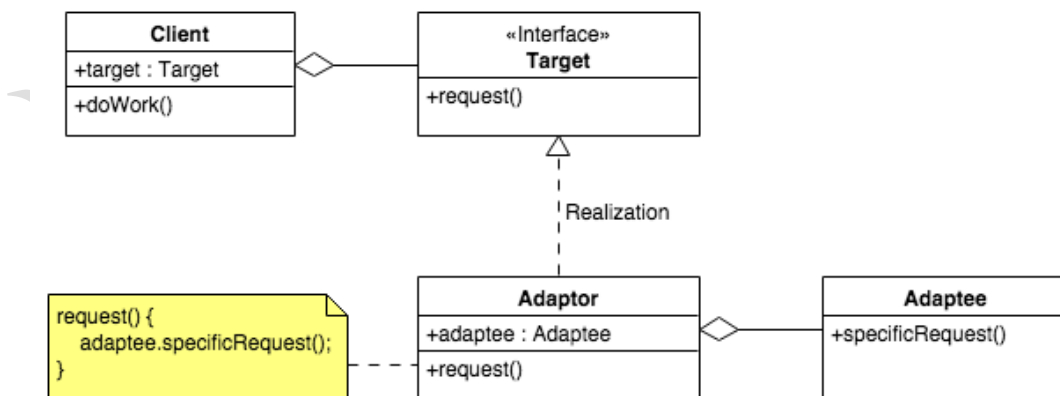 Client
+target : Target
+doWork()
«Interface»
Target
+request()
Realization
request() {
adaptee.specificRequest();
}
Adaptor
+adaptee : Adaptee
+request()
Adaptee
+specificRequest()